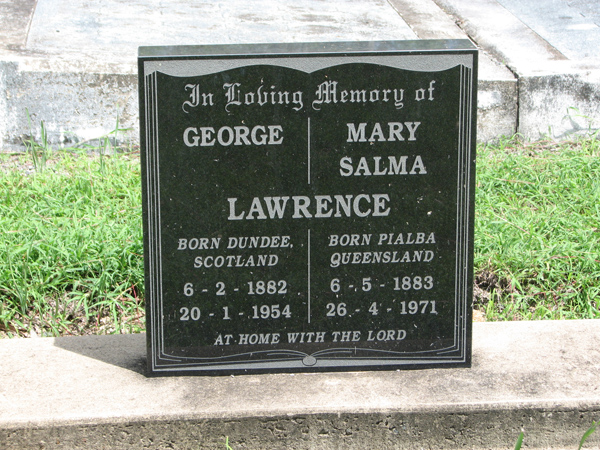 In Loving Memory of
GEORGE
MARY
SALMA
LAWRENCE
BORN DUNDEE,
SCOTLAND
6 - 2 - 1882
20 - 1 - 1954
BORN PIALBA
QUEENSLAND
6 - 5 - 1883
26 - 4 - 1971
AT HOME WITH THE LORD